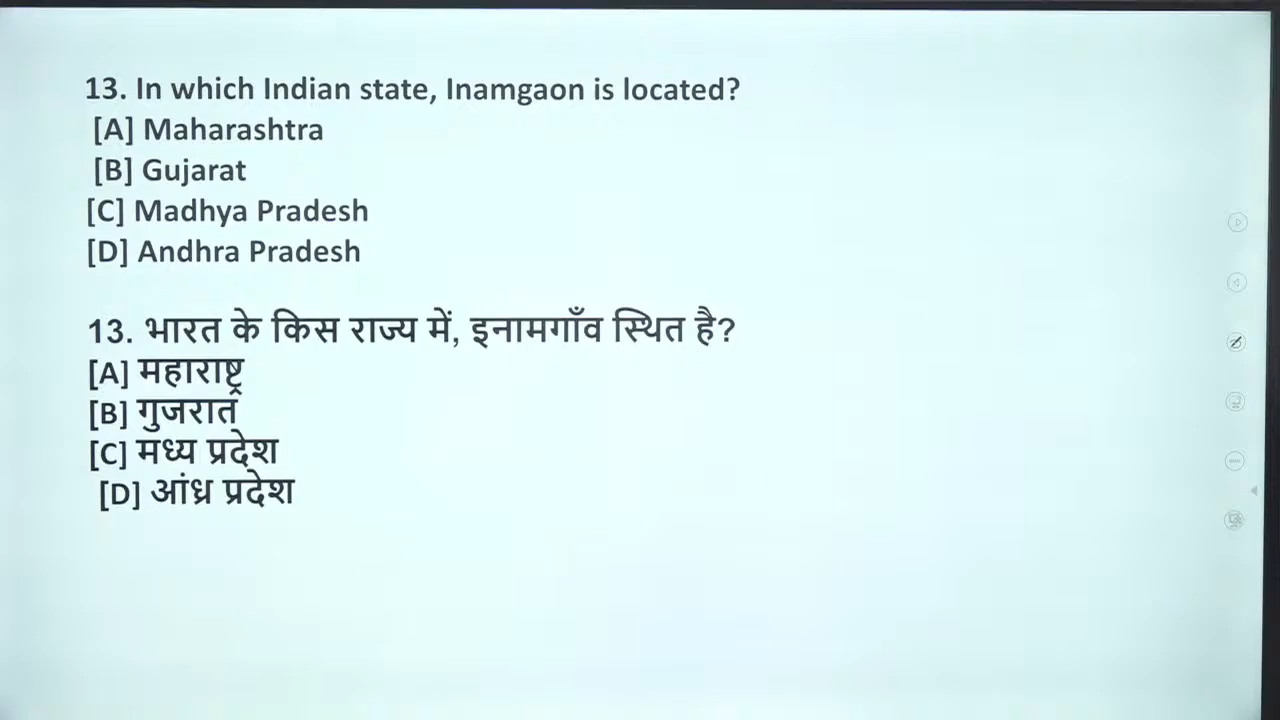 13. In which Indian state, Inamgaon is located?
[A] Maharashtra
[B] Gujarat
[C] Madhya Pradesh
[D] Andhra Pradesh
13. भारत के किस राज्य में, इनामगाँव स्थित है?
[A] महाराष्ट्र
[B] गुजरात
[C] मध्य प्रदेश
[D] आंध्र प्रदेश